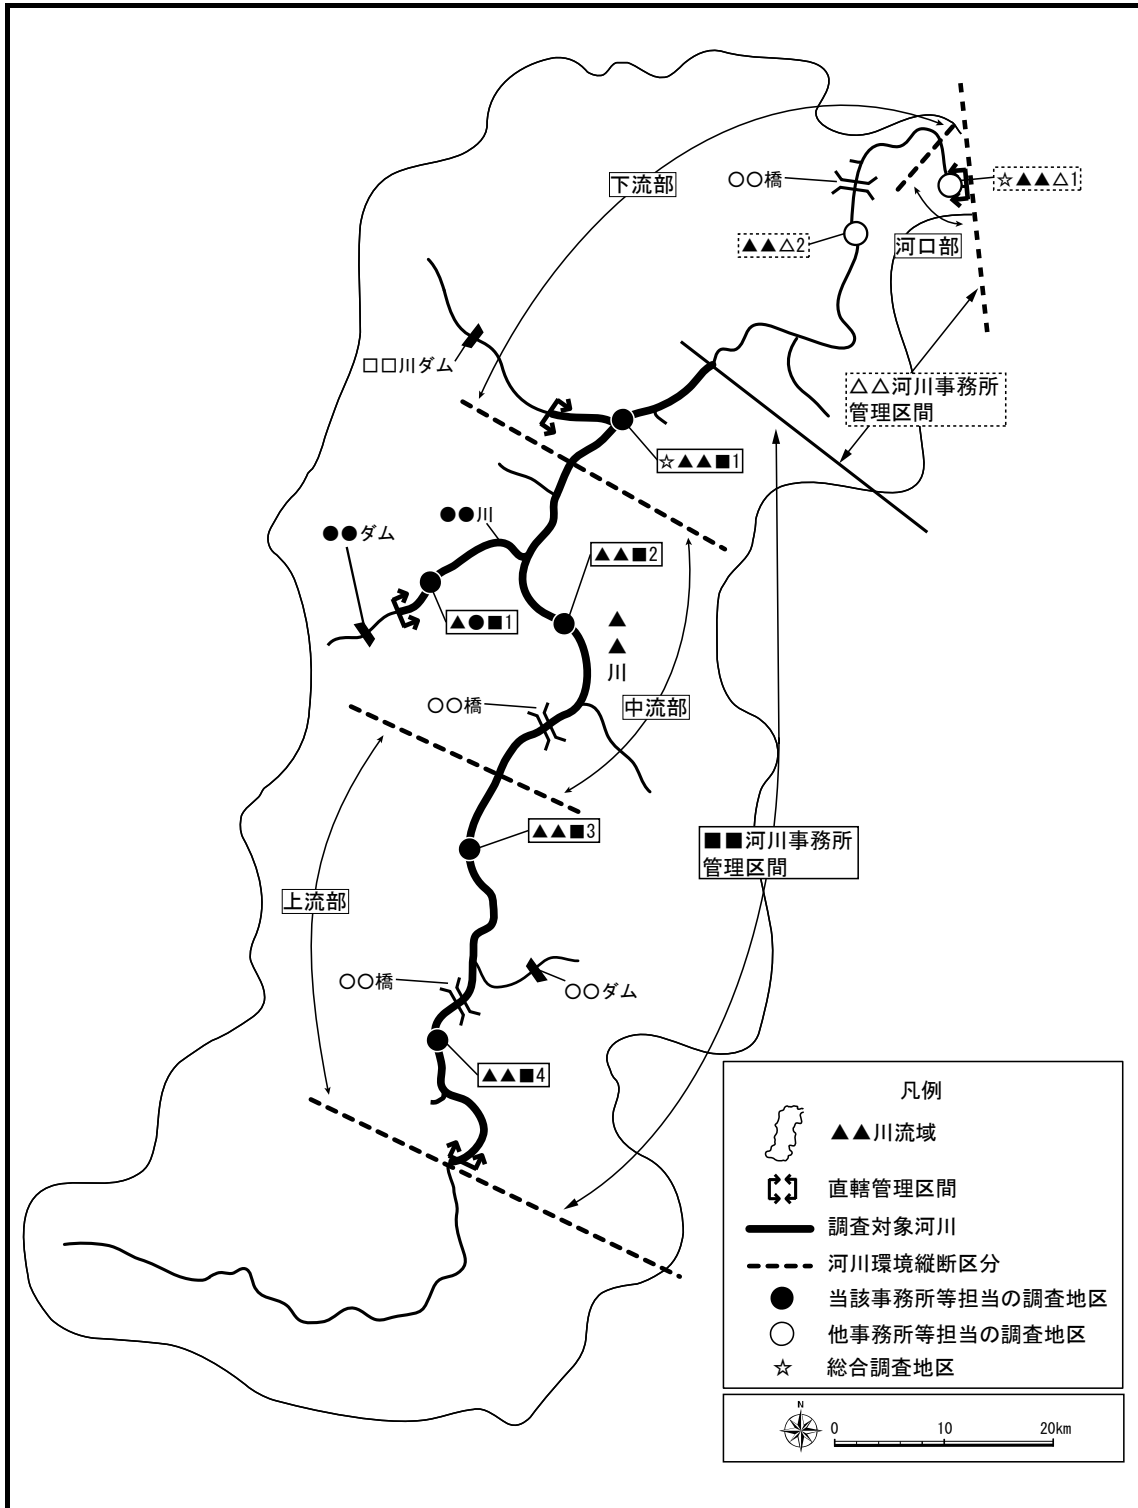 下流部
〇〇橋
☆▲▲△1
▲▲△2
河口部
□□川ダム
△△河川事務所
管理区間
☆▲▲■1
●●川
●●ダム
▲▲■2
▲●■1
▲
▲
川
〇〇橋
中流部
▲▲■3
■■河川事務所
管理区間
上流部
〇〇橋
〇〇ダム
▲▲■4
凡例
▲▲川流域
直轄管理区間
調査対象河川
河川環境縦断区分
当該事務所等担当の調査地区
他事務所等担当の調査地区
☆ 総合調査地区
N
0 10 20km